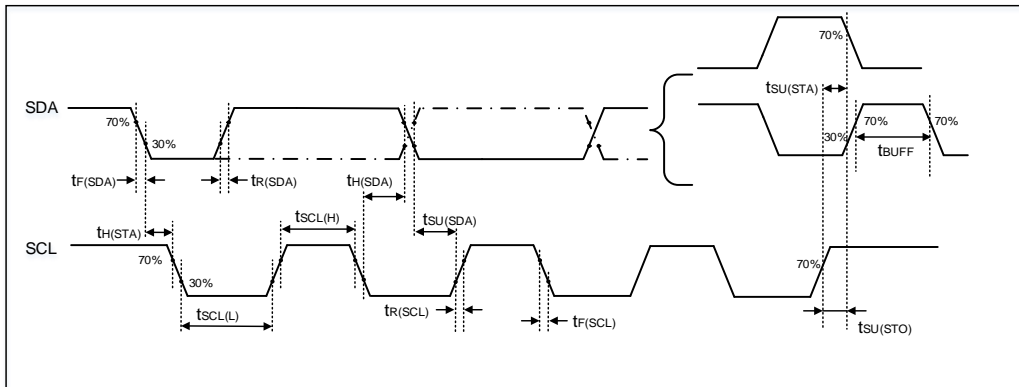 70%
tSU(STA)
SDA
70%
30%
30%
70%
70%
tBUFF
tF(SDA)
tR(SDA)
tH(SDA)
tH(STA)
tSCL(H)
tSU(SDA)
SCL
70%
30%
70%
tSCL(L)
tR(SCL)
tF(SCL)
tSU(STO)